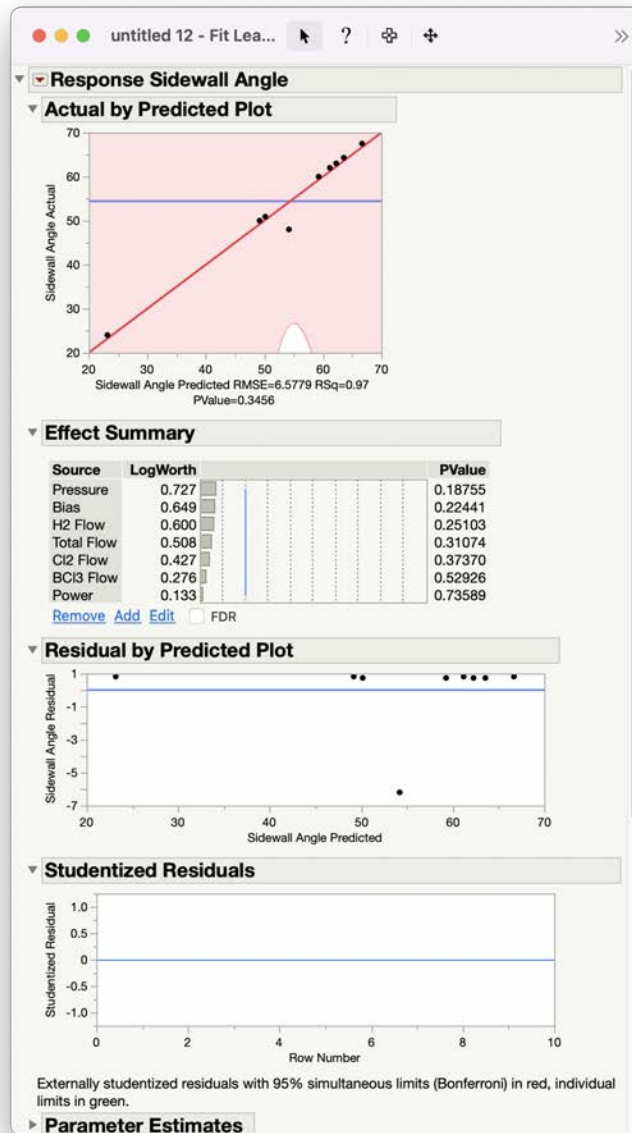 untitled 12 - Fit Lea... ? »
Response Sidewall Angle
Actual by Predicted Plot
70
60
50
40
30
20
Sidewall Angle Actual
20 30 40 50 60 70
Sidewall Angle Predicted RMSE=6.5779 RSq=0.97
PValue=0.3456
Effect Summary
Source LogWorth PValue
Pressure 0.727 0.18755
Bias 0.649 0.22441
H2 Flow 0.600 0.25103
Total Flow 0.508 0.31074
Cl2 Flow 0.427 0.37370
BCl3 Flow 0.276 0.52926
Power 0.133 0.73589
Remove Add Edit FDR
Residual by Predicted Plot
1
-1
-3
-5
-7
Sidewall Angle Residual
20 30 40 50 60 70
Sidewall Angle Predicted
Studentized Residuals
1.0
0.5
0
-0.5
-1.0
Studentized Residual
0 2 4 6 8 10
Row Number
Externally studentized residuals with 95% simultaneous limits (Bonferroni) in red, individual
limits in green.
Parameter Estimates